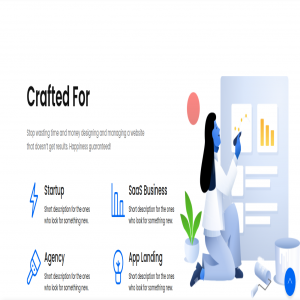 Crafted For
Stop wasting time and money designing and managing a website
that doesn't get results. Happiness guaranteed!
Startup
Short description for the ones
who look for something new.
SaaS Business
Short description for the ones
who look for something new.
Agency
Short description for the ones
who look for something new.
App Landing
Short description for the ones
who look for something new.